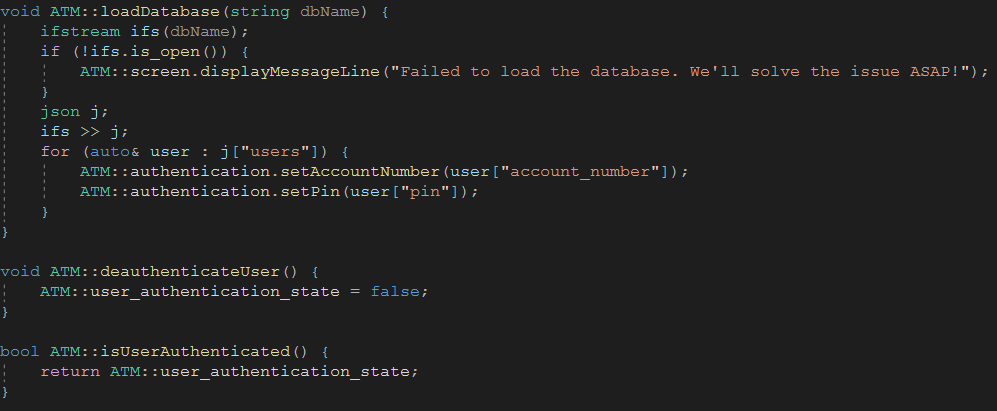 void ATM::loadDatabase(string dbName) {
    ifstream ifs(dbName);
    if (!ifs.is_open()) {
        ATM::screen.displayMessageLine("Failed to load the database. We'll solve the issue ASAP!");
    }
    json j;
    ifs >> j;
    for (auto& user : j["users"]) {
        ATM::authentication.setAccountNumber(user["account_number"]);
        ATM::authentication.setPin(user["pin"]);
    }
}

void ATM::deauthenticateUser() {
    ATM::user_authentication_state = false;
}

bool ATM::isUserAuthenticated() {
    return ATM::user_authentication_state;
}